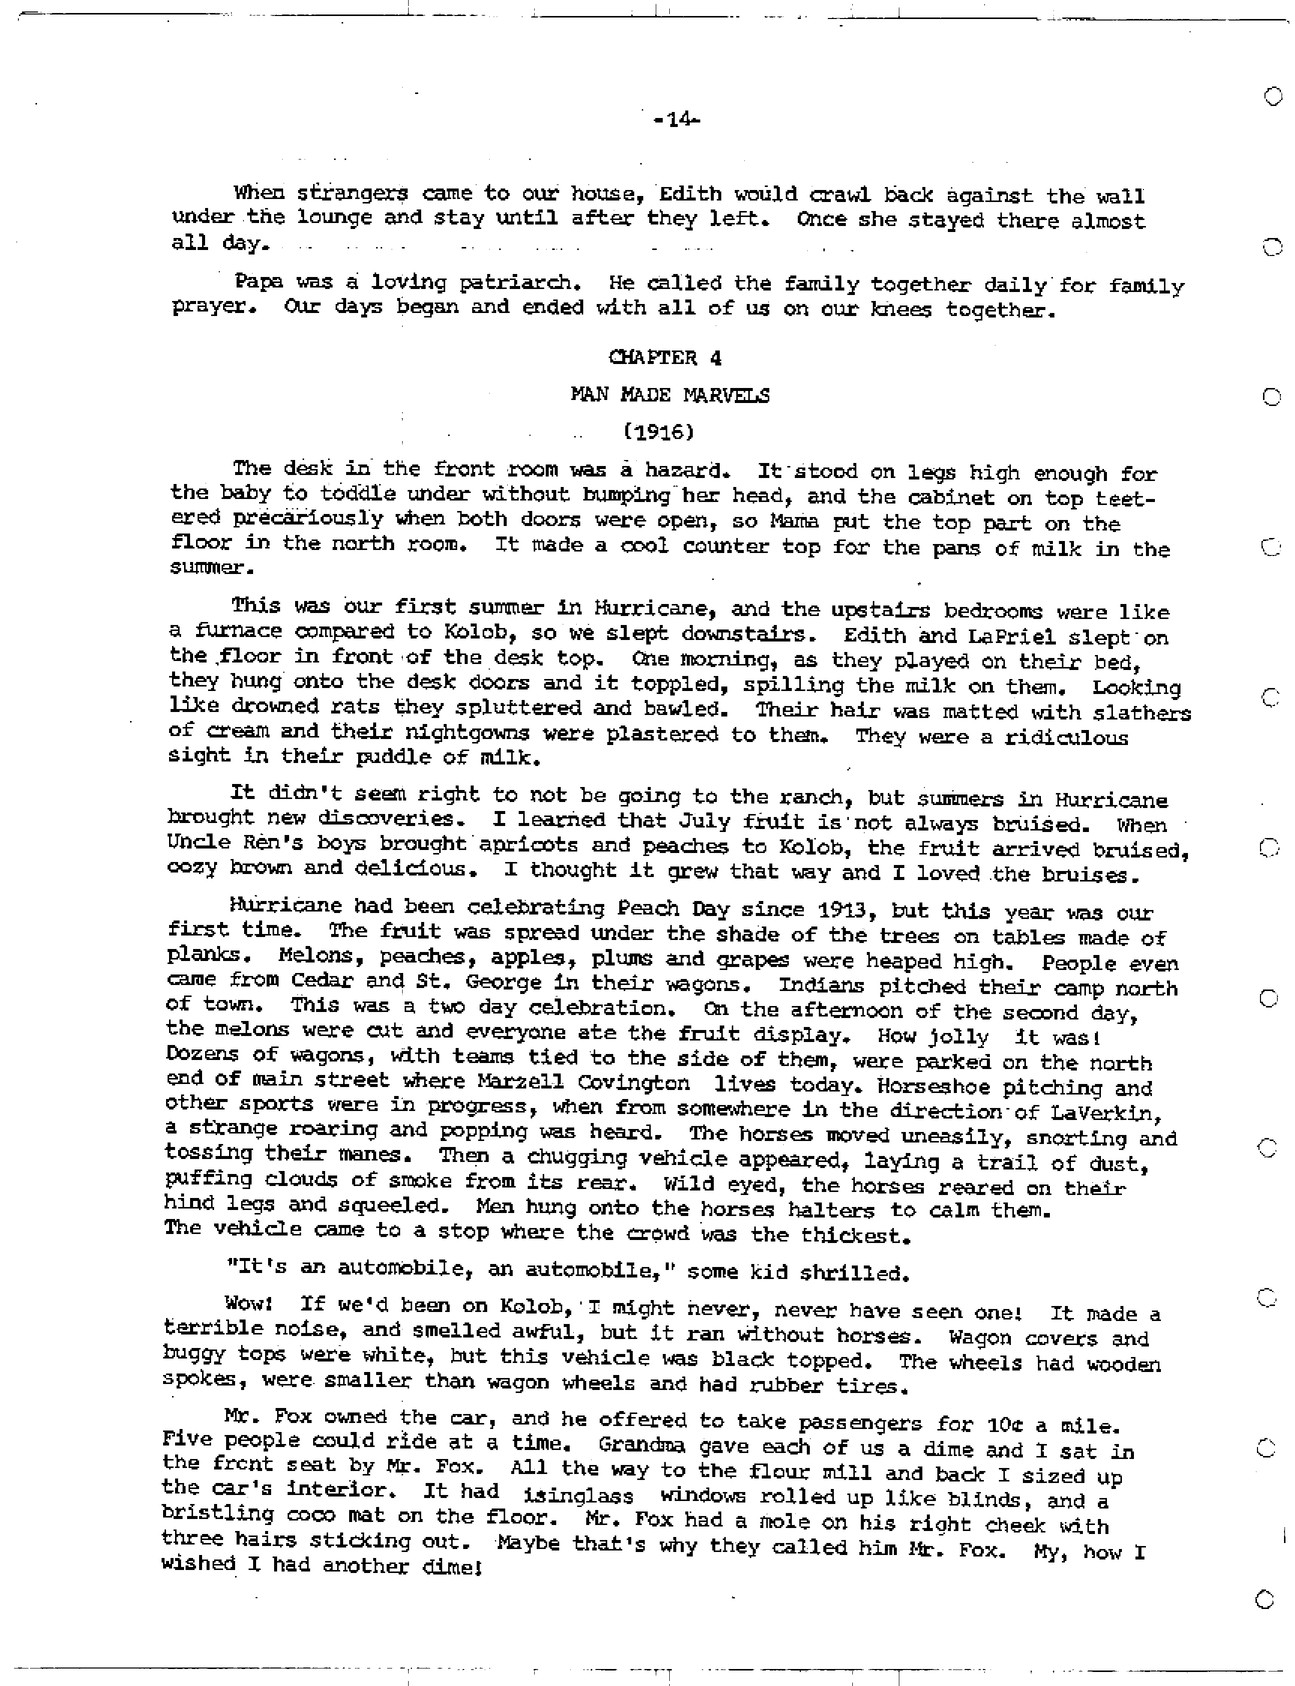 -14-
When strangers came to our house, Edith would crawl back against the wall
under the lounge and stay until after they left. Once she stayed there almost
all day.
Papa was a loving patriarch. He called the family together daily for family
prayer. Our days began and ended with all of us on our knees together.
CHAPTER 4
MAN MADE MARVELS
(1916)
The desk in the front room was a hazard. It stood on legs high enough for
the baby to toddle under without bumping her head, and the cabinet on top teet-
ered precariously when both doors were open, so Mama put the top part on the
floor in the north room. It made a cool counter top for the pans of milk in the
summer.
This was our first summer in Hurricane, and the upstairs bedrooms were like
a furnace compared to Kolob, so we slept downstairs. Edith and LaPriel slept on
the floor in front of the desk top. One morning, as they played on their bed,
they hung onto the desk doors and it toppled, spilling the milk on them. Looking
like drowned rats they spluttered and bawled. Their hair was matted with slathers
of cream and their nightgowns were plastered to them. They were a ridiculous
sight in their puddle of milk.
It didn't seem right to not be going to the ranch, but summers in Hurricane
brought new discoveries. I learned that July fruit is not always bruised. When
Uncle Ren's boys brought apricots and peaches to Kolob, the fruit arrived bruised,
oozy brown and delicious. I thought it grew that way and I loved the bruises.
Hurricane had been celebrating Peach Day since 1913, but this year was our
first time. The fruit was spread under the shade of the trees on tables made of
planks. Melons, peaches, apples, plums and grapes were heaped high. People even
came from Cedar and St. George in their wagons. Indians pitched their camp north
of town. This was a two day celebration. On the afternoon of the second day,
the melons were cut and everyone ate the fruit display. How jolly it was!
Dozens of wagons, with teams tied to the side of them, were parked on the north
end of main street where Marzell Covington lives today. Horseshoe pitching and
other sports were in progress, when from somewhere in the direction of LaVerkin,
a strange roaring and popping was heard. The horses moved uneasily, snorting and
tossing their manes. Then a chugging vehicle appeared, laying a trail of dust,
puffing clouds of smoke from its rear. Wild eyed, the horses reared on their
hind legs and squeeled. Men hung onto the horses halters to calm them.
The vehicle came to a stop where the crowd was the thickest.
"It's an automobile, an automobile," some kid shrilled.
Wow! If we'd been on Kolob, I might never, never have seen one! It made a
terrible noise, and smelled awful, but it ran without horses. Wagon covers and
buggy tops were white, but this vehicle was black topped. The wheels had wooden
spokes, were smaller than wagon wheels and had rubber tires.
Mr. Fox owned the car, and he offered to take passengers for 10¢ a mile.
Five people could ride at a time. Grandma gave each of us a dime and I sat in
the front seat by Mr. Fox. All the way to the flour mill and back I sized up
the car's interior. It had isinglass windows rolled up like blinds, and a
bristling coco mat on the floor. Mr. Fox had a mole on his right cheek with
three hairs sticking out. Maybe that's why they called him Mr. Fox. My, how I
wished I had another dime!